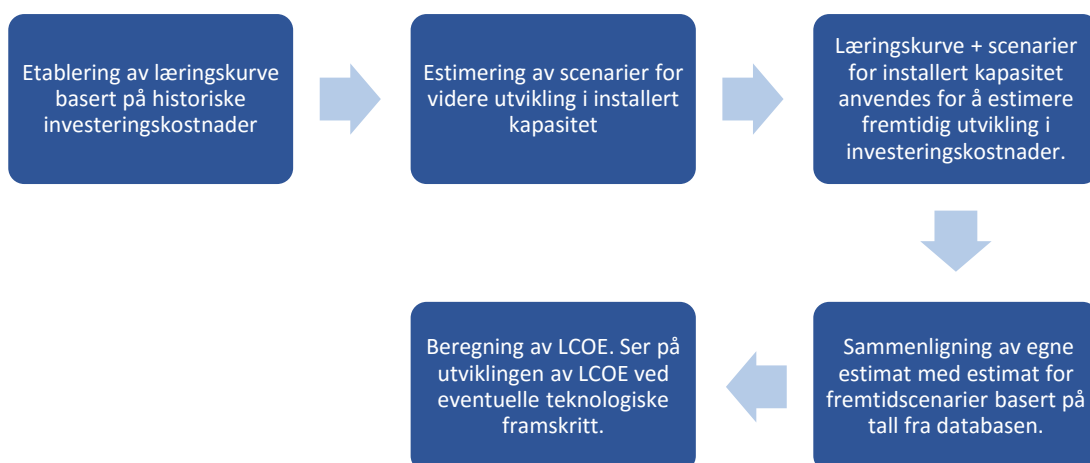 Etablering av læringskurve
basert på historiske
investeringskostnader
Estimering av scenarier for
videre utvikling i installert
kapasitet
Læringskurve + scenarier
for installert kapasitet
anvendes for å estimere
fremtidig utvikling i
investeringskostnader.
Sammenligning av egne
estimat med estimat for
fremtidscenarier basert på
tall fra databasen.
Beregning av LCOE. Ser på
utviklingen av LCOE ved
eventuelle teknologiske
framskritt.